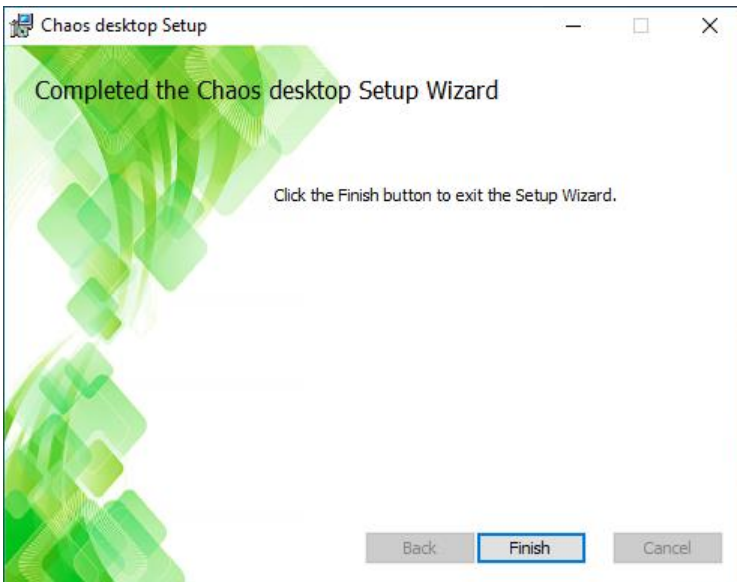 Chaos desktop Setup
Completed the Chaos desktop Setup Wizard
Click the Finish button to exit the Setup Wizard.
Back Finish Cancel